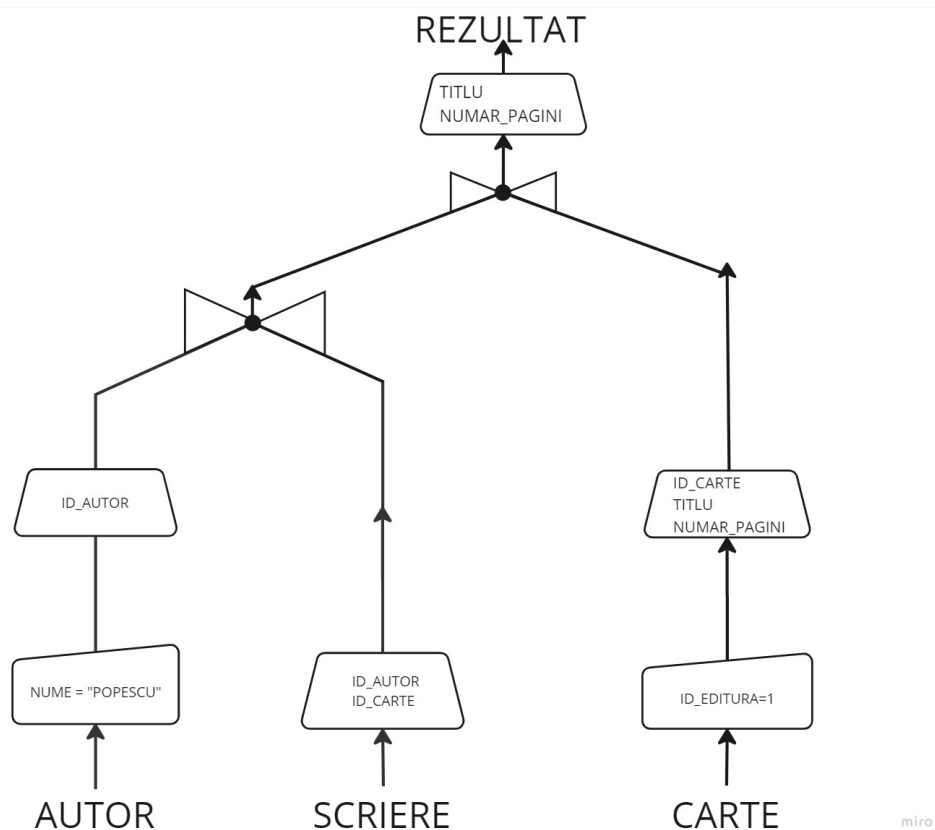 REZULTAT
TITLU
NUMAR_PAGINI
ID_AUTOR
ID_CARTE
TITLU
NUMAR_PAGINI
NUME = "POPESCU"
ID_AUTOR
ID_CARTE
ID_EDITURA=1
AUTOR
SCRIERE
CARTE
miro